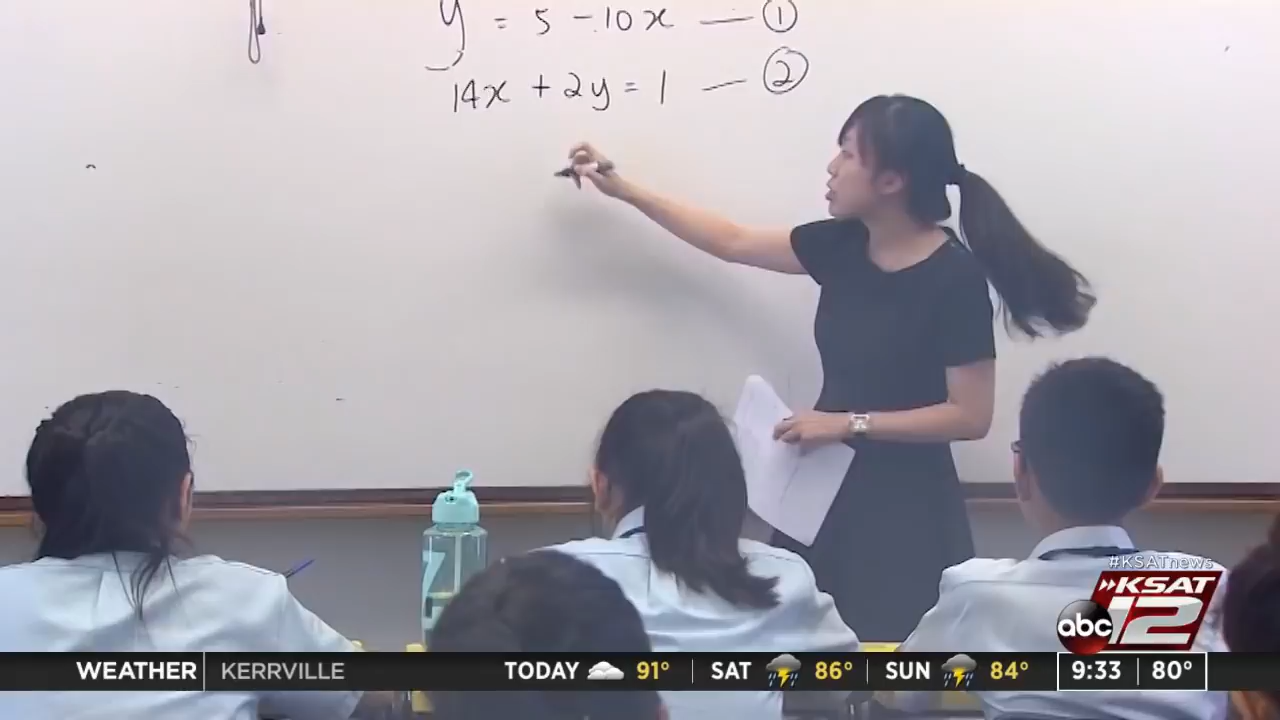 y = 5 - 10x — ①
14x + 2y = 1 — ②
#KSATnews
KSAT
abc 12
WEATHER KERRVILLE TODAY 91° SAT 86° SUN 84° 9:33 80°